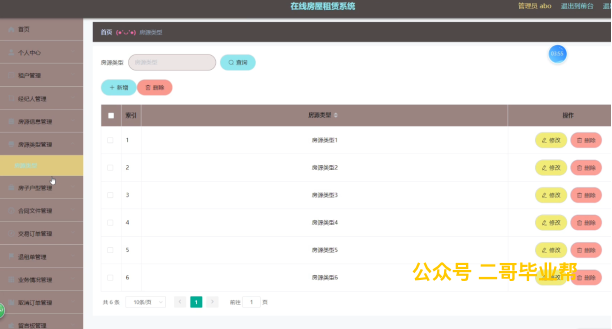 在线房屋租赁系统
管理员 abo 退出到前台
首页 (●'◡'●) 房源类型
首页
个人中心
租户管理
经纪人管理
房源信息管理
房源类型管理
房子户型管理
合同文件管理
交定订单管理
退租单管理
业务情况管理
取消订单管理
留言板管理
房源类型 房源类型 查询
+ 新增 删除
索引 房源类型 操作
1 房源类型1 修改 删除
2 房源类型2 修改 删除
3 房源类型3 修改 删除
4 房源类型4 修改 删除
5 房源类型5 修改 删除
6 房源类型6 修改 删除
公众号 二哥毕业帮
共 6 条 10条/页 < 1 > 前往 1 页